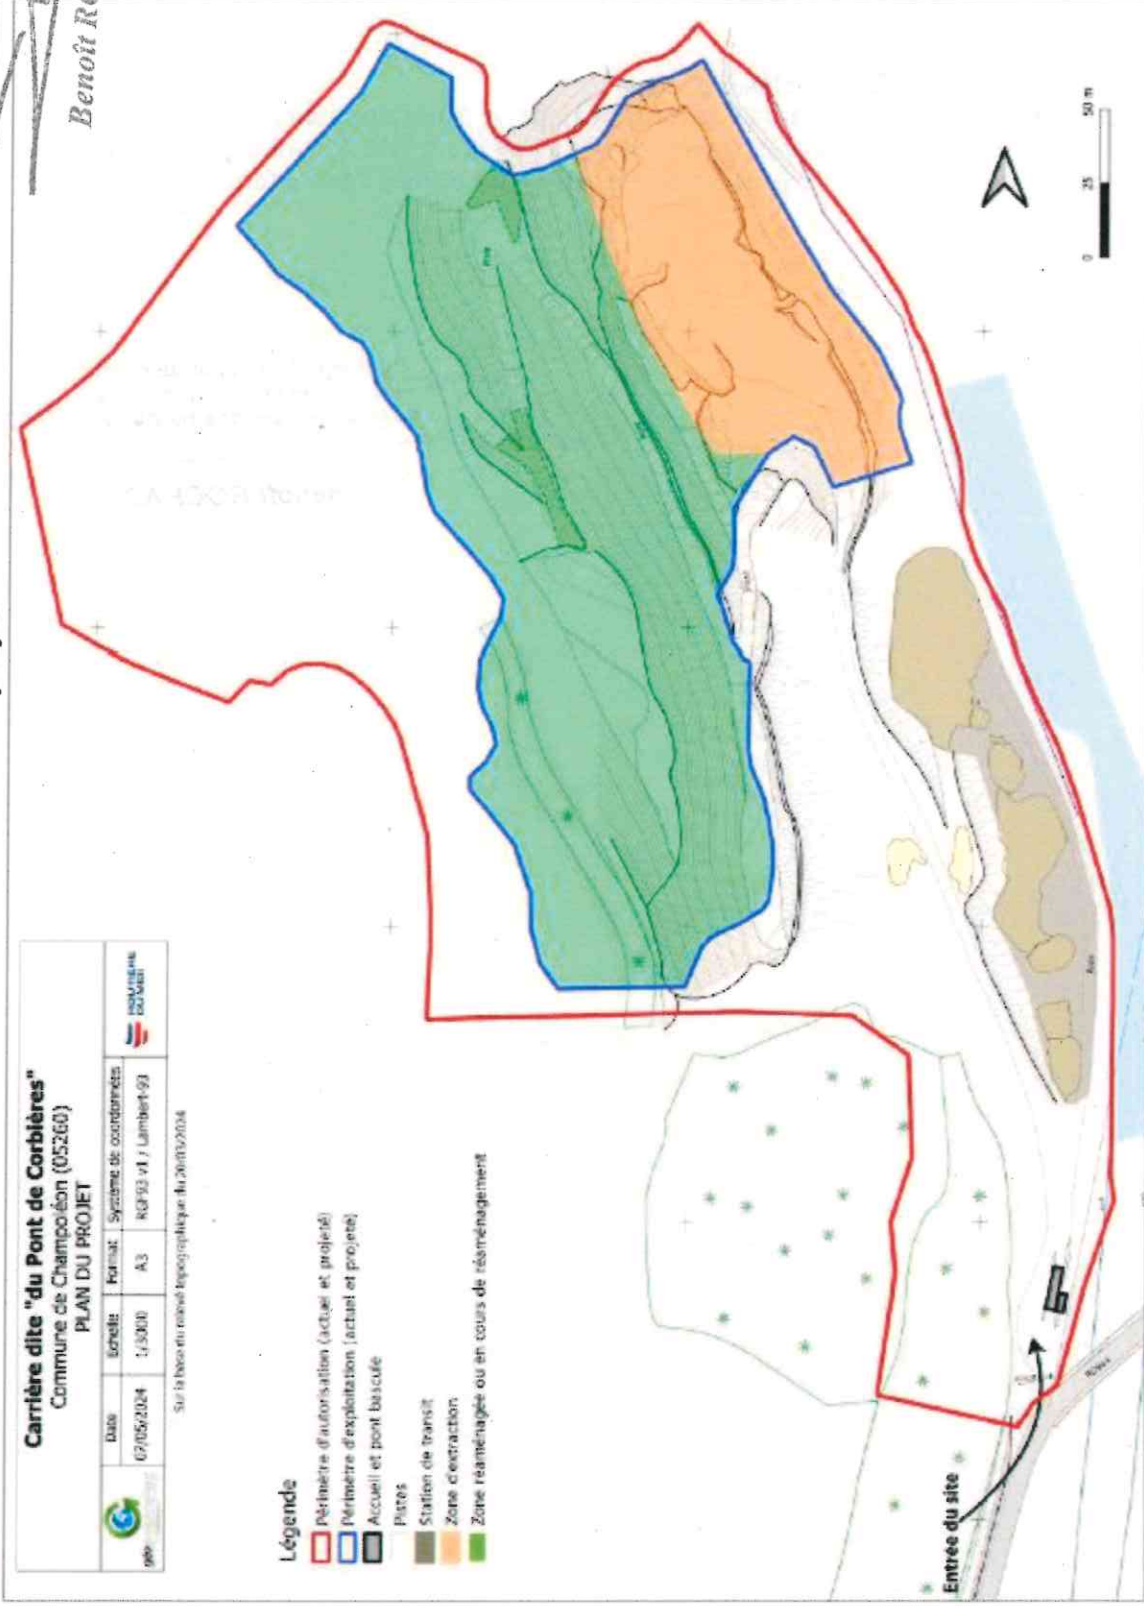 Benoît
Carrière dite "du Pont de Corbières"
Commune de Champoléon (05260)
PLAN DU PROJET
Date Echelle Format Système de coordonnées
07/05/2024 1/3000 A3 RGF93 v1 / Lambert-93
ROUTIÈRE DU MIDI
Sur la base du relevé topographique du 20/03/2024
Légende
Périmètre d'autorisation (actuel et projeté)
Périmètre d'exploitation (actuel et projeté)
Accueil et pont bascule
Pistes
Station de transit
Zone d'extraction
Zone réaménagée ou en cours de réaménagement
Entrée du site
0 25 50 m